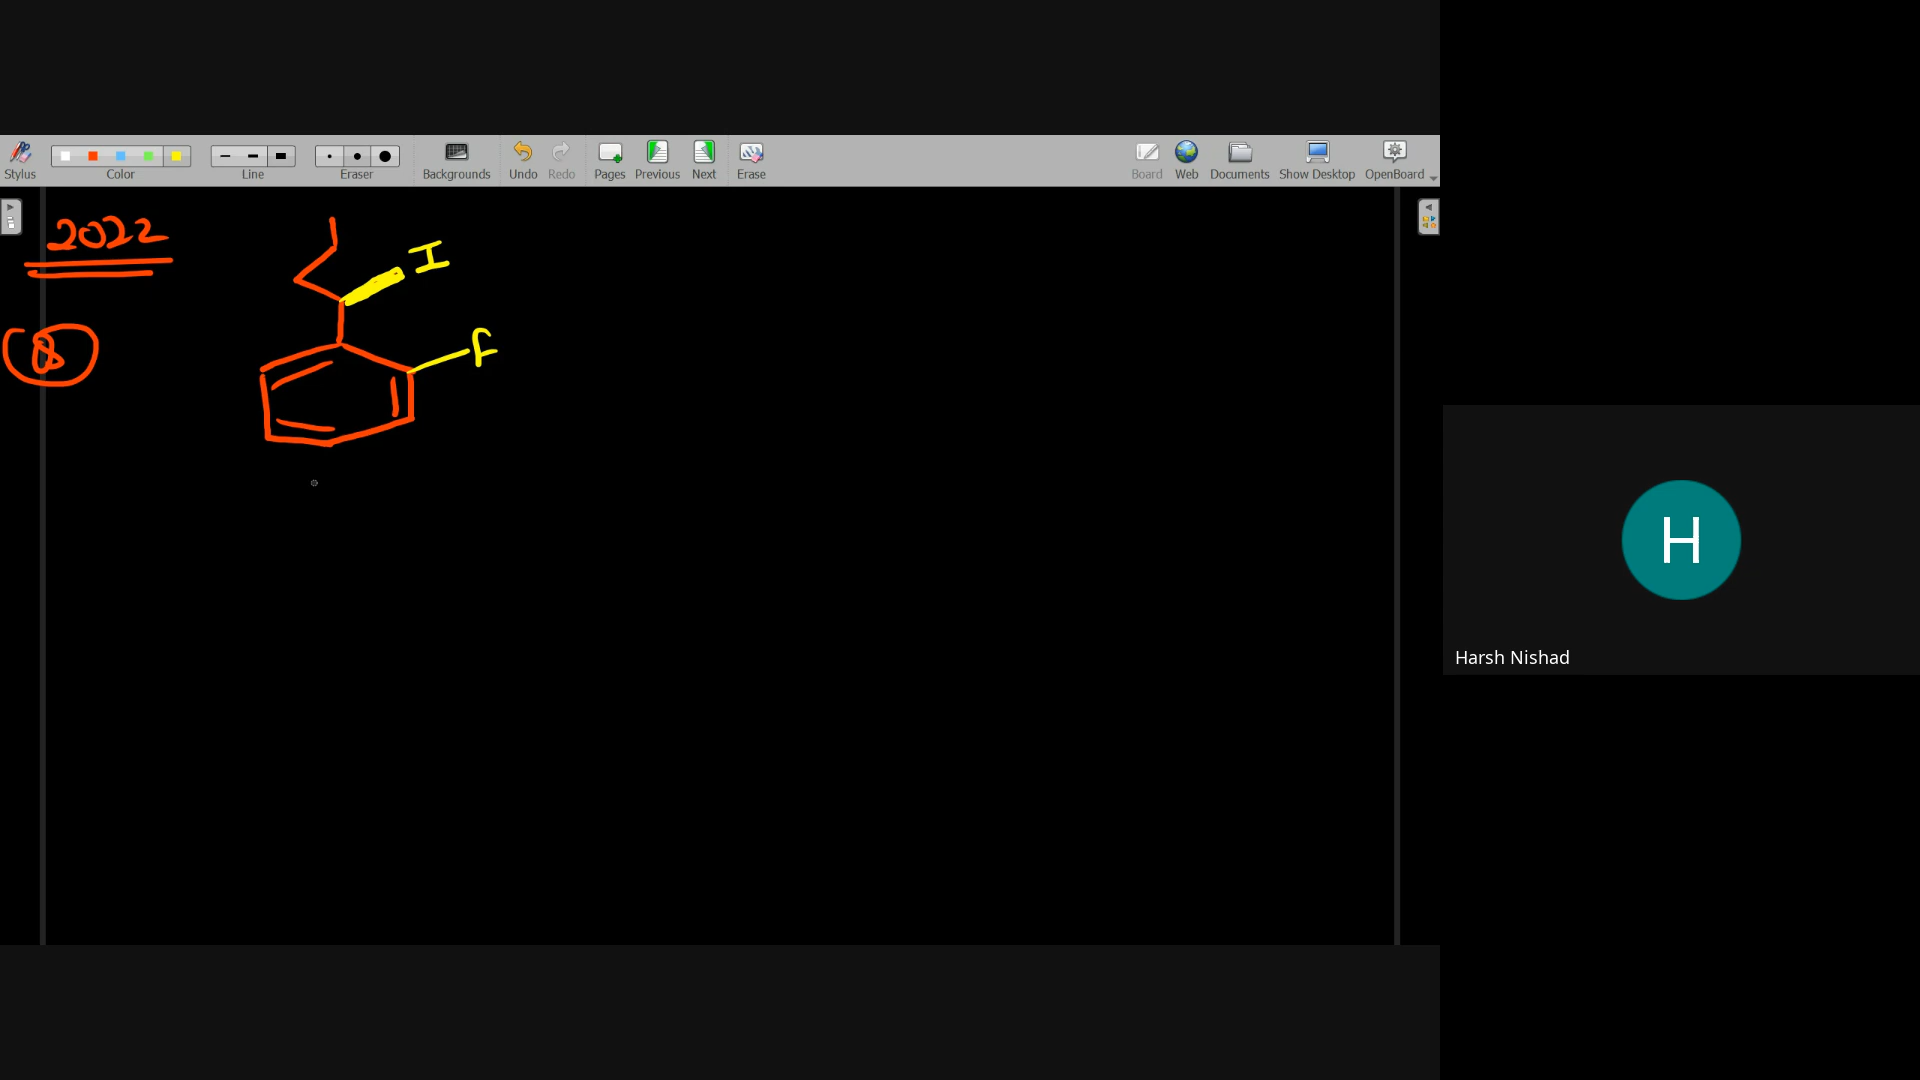 Stylus Color Line Eraser Backgrounds Undo Redo Pages Previous Next Erase Board Web Documents Show Desktop OpenBoard
2022
I
F
H
Harsh Nishad